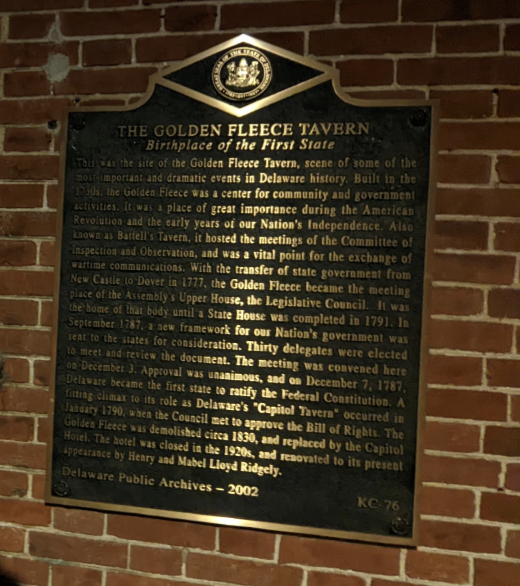 THE GOLDEN FLEECE TAVERN
Birthplace of the First State
This was the site of the Golden Fleece Tavern, scene of some of the
most important and dramatic events in Delaware history. Built in the
1730s, the Golden Fleece was a center for community and government
activities. It was a place of great importance during the American
Revolution and the early years of our Nation's Independence. Also
known as Battell's Tavern, it hosted the meetings of the Committee of
Inspection and Observation, and was a vital point for the exchange of
wartime communications. With the transfer of state government from
New Castle to Dover in 1777, the Golden Fleece became the meeting
place of the Assembly's Upper House, the Legislative Council. It was
the home of that body until a State House was completed in 1791. In
September 1787, a new framework for our Nation's government was
sent to the states for consideration. Thirty delegates were elected
to meet and review the document. The meeting was convened here
on December 3. Approval was unanimous, and on December 7, 1787,
Delaware became the first state to ratify the Federal Constitution. A
fitting climax to its role as Delaware's "Capitol Tavern" occurred in
January 1790, when the Council met to approve the Bill of Rights. The
Golden Fleece was demolished circa 1830, and replaced by the Capitol
Hotel. The hotel was closed in the 1920s, and renovated to its present
appearance by Henry and Mabel Lloyd Ridgely.
Delaware Public Archives – 2002
KC-76